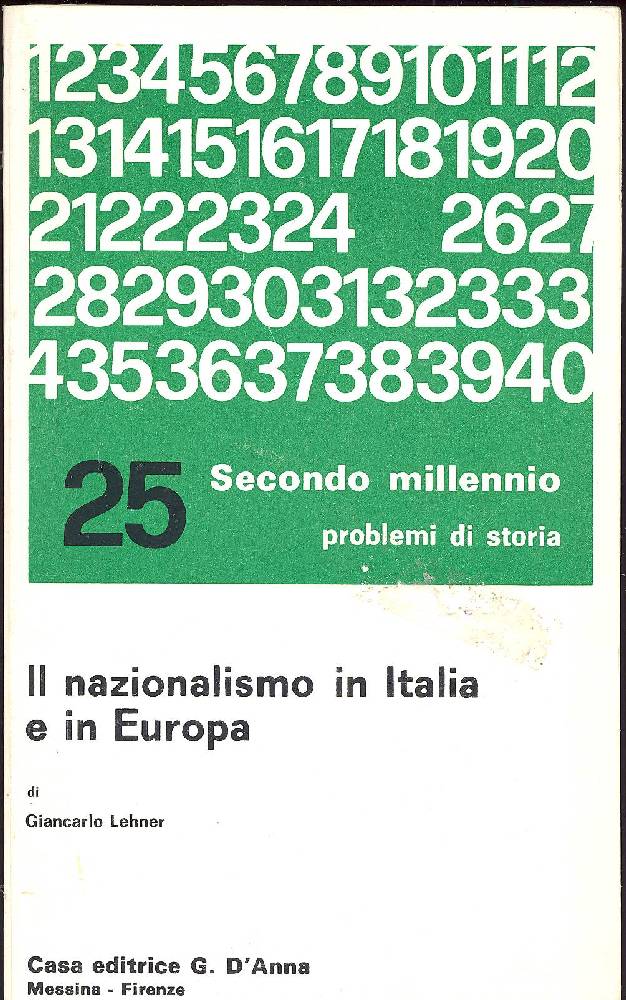 123456789101112
1314151617181920
21222324 2627
28293031323333
4353637383940
25 Secondo millennio
problemi di storia
Il nazionalismo in Italia
e in Europa
di
Giancarlo Lehner
Casa editrice G. D'Anna
Messina - Firenze